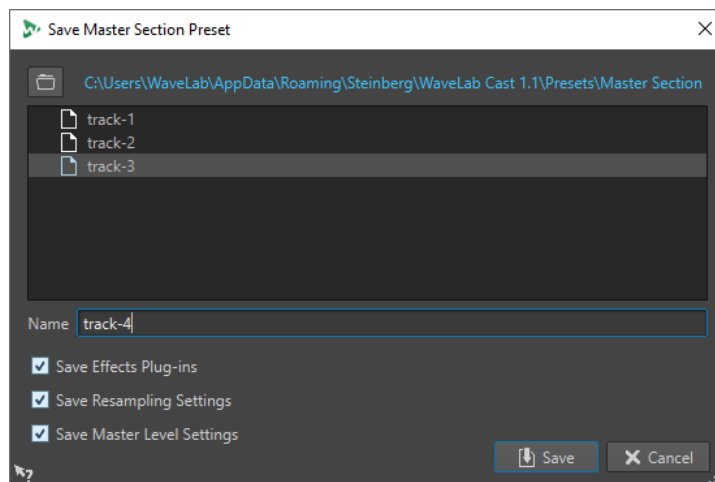 Save Master Section Preset
C:\Users\WaveLab\AppData\Roaming\Steinberg\WaveLab Cast 1.1\Presets\Master Section
track-1
track-2
track-3
Name track-4
Save Effects Plug-ins
Save Resampling Settings
Save Master Level Settings
Save Cancel
?